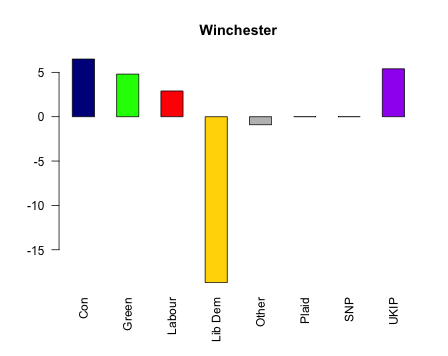 Winchester
5
0
-5
-10
-15
Con
Green
Labour
Lib Dem
Other
Plaid
SNP
UKIP